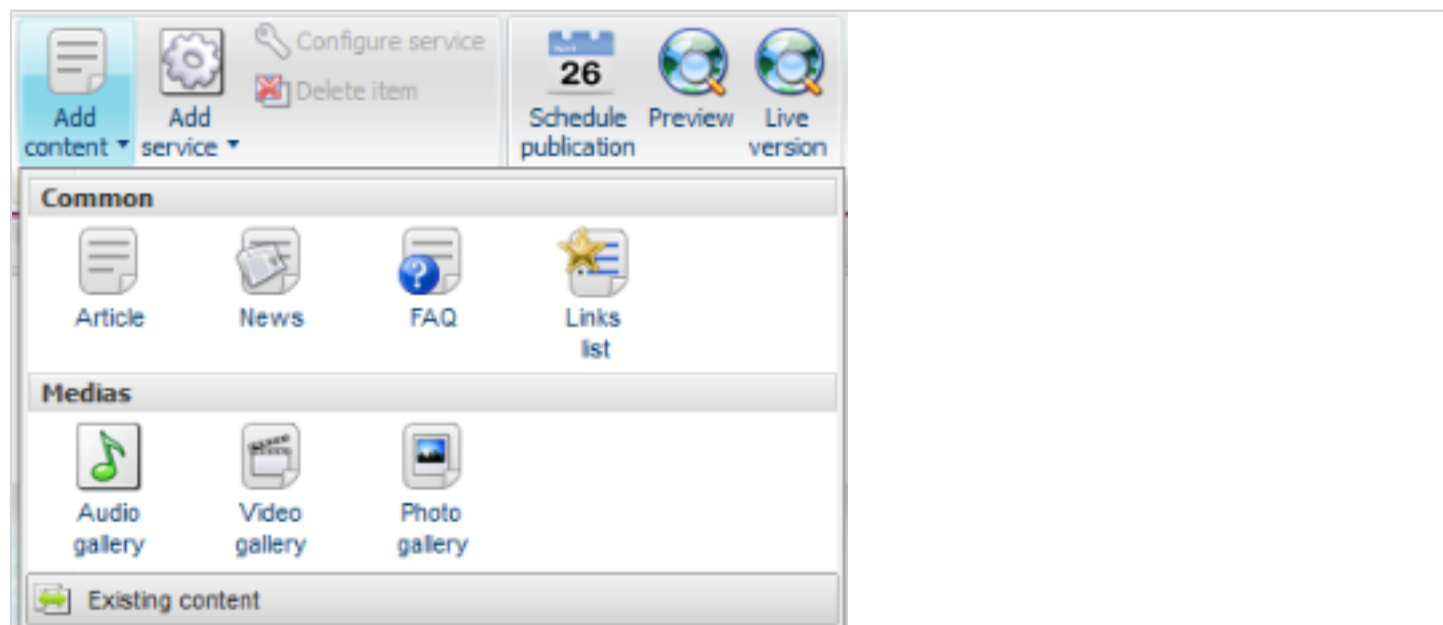 Configure service
Delete item
Add
content
Add
service
April
26
Schedule
publication
Preview
Live
version
Common
Article
News
FAQ
Links
list
Medias
Audio
gallery
Video
gallery
Photo
gallery
Existing content